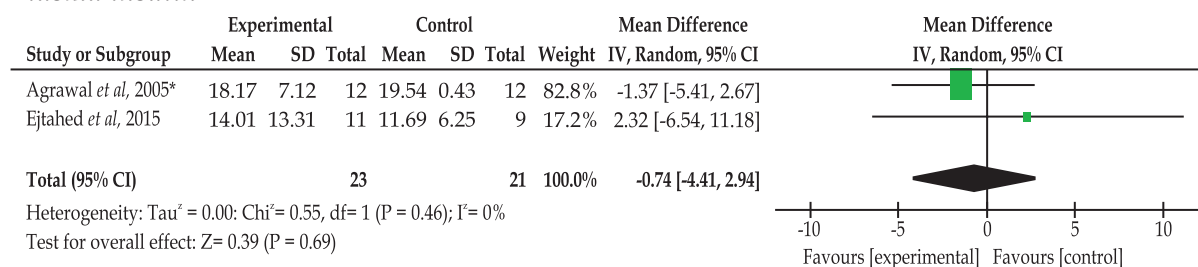 Experimental Control Mean Difference Mean Difference
Study or Subgroup Mean SD Total Mean SD Total Weight IV, Random, 95% CI IV, Random, 95% CI
Agrawal et al, 2005* 18.17 7.12 12 19.54 0.43 12 82.8% -1.37 [-5.41, 2.67]
Ejtahed et al, 2015 14.01 13.31 11 11.69 6.25 9 17.2% 2.32 [-6.54, 11.18]
Total (95% CI) 23 21 100.0% -0.74 [-4.41, 2.94]
Heterogeneity: Tauᶻ = 0.00: Chiᶻ= 0.55, df= 1 (P = 0.46); Iᶻ= 0%
Test for overall effect: Z= 0.39 (P = 0.69)
-10 -5 0 5 10
Favours [experimental] Favours [control]